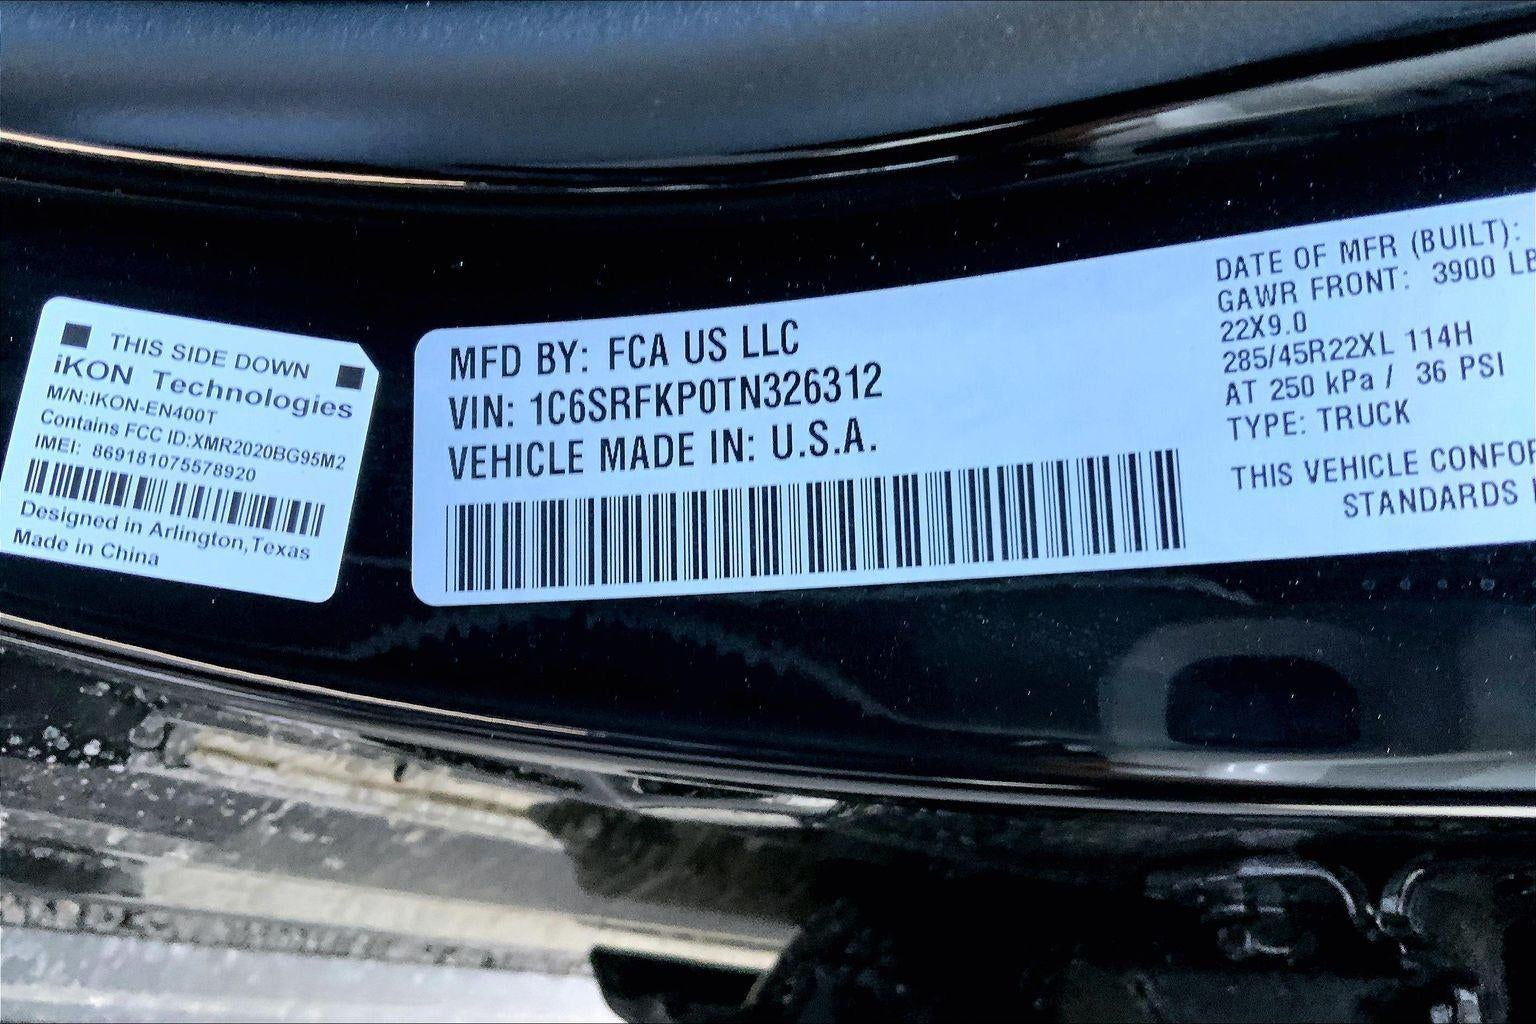 THIS SIDE DOWN
iKON Technologies
M/N:IKON-EN400T
Contains FCC ID:XMR2020BG95M2
IMEI: 869181075578920
Designed in Arlington,Texas
Made in China
MFD BY: FCA US LLC
VIN: 1C6SRFKP0TN326312
VEHICLE MADE IN: U.S.A.
DATE OF MFR (BUILT):
GAWR FRONT: 3900 LB
22X9.0
285/45R22XL 114H
AT 250 kPa / 36 PSI
TYPE: TRUCK
THIS VEHICLE CONFOR
STANDARDS